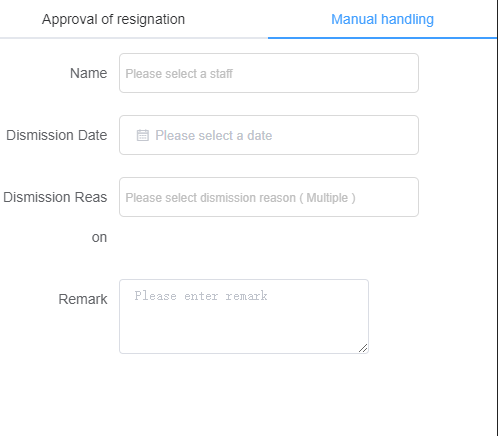 Approval of resignation
Manual handling
Name
Please select a staff
Dismission Date
Please select a date
Dismission Reas
on
Please select dismission reason ( Multiple )
Remark
Please enter remark